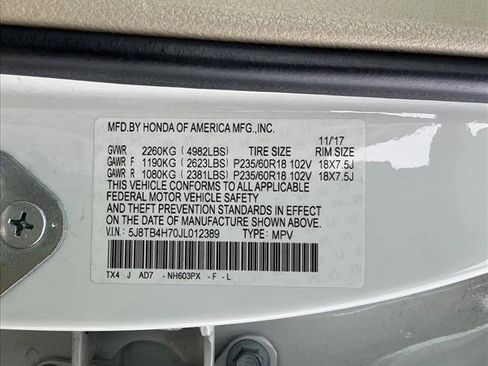 MFD.BY HONDA OF AMERICA MFG.,INC.
11/17
GVWR 2260KG (4982LBS) TIRE SIZE RIM SIZE
GAWR F 1190KG (2623LBS) P235/60R18 102V 18X7.5J
GAWR R 1080KG (2381LBS) P235/60R18 102V 18X7.5J
THIS VEHICLE CONFORMS TO ALL APPLICABLE
FEDERAL MOTOR VEHICLE SAFETY
AND THEFT PREVENTION STANDARDS IN EFFECT
ON THE DATE OF MANUFACTURE SHOWN ABOVE.
V.I.N: 5J8TB4H70JL012389 TYPE: MPV
TX4 J AD7 - NH603PX - F - L